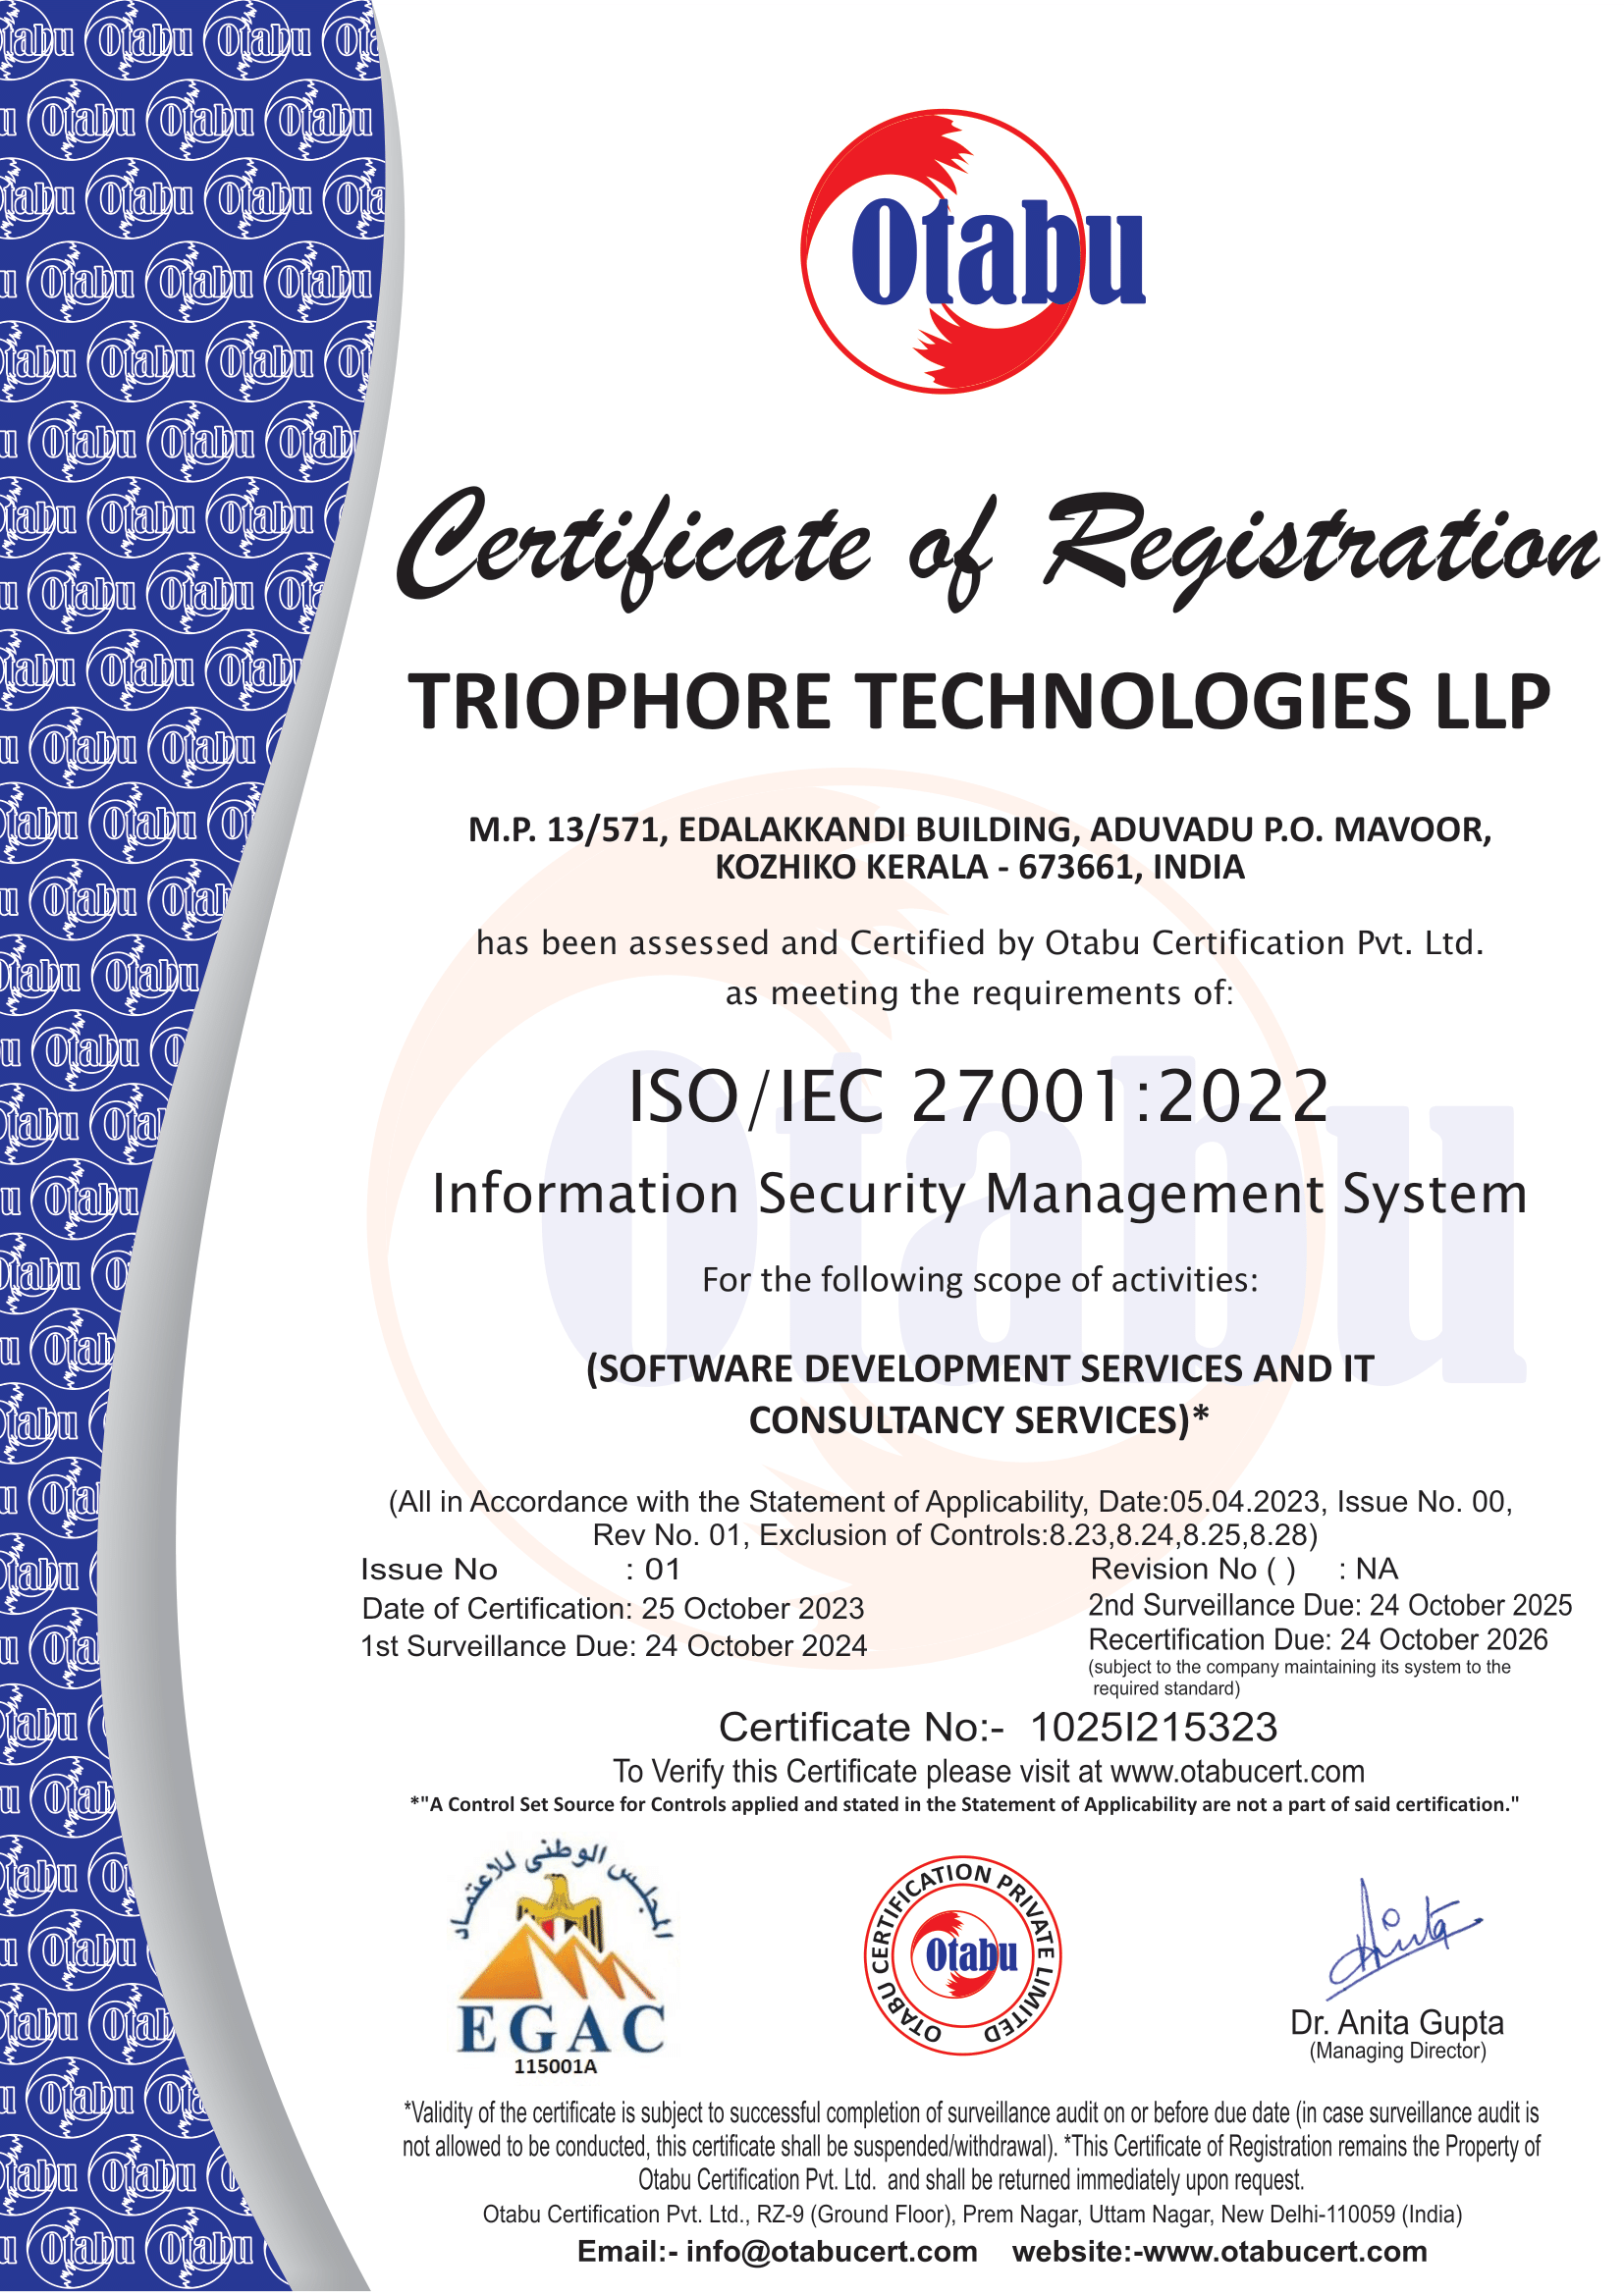 Otabu
Certificate of Registration
TRIOPHORE TECHNOLOGIES LLP
M.P. 13/571, EDALAKKANDI BUILDING, ADUVADU P.O. MAVOOR,
KOZHIKO KERALA - 673661, INDIA
has been assessed and Certified by Otabu Certification Pvt. Ltd.
as meeting the requirements of:
ISO/IEC 27001:2022
Information Security Management System
For the following scope of activities:
(SOFTWARE DEVELOPMENT SERVICES AND IT
CONSULTANCY SERVICES)*
(All in Accordance with the Statement of Applicability, Date:05.04.2023, Issue No. 00,
Rev No. 01, Exclusion of Controls:8.23,8.24,8.25,8.28)
Issue No : 01
Revision No ( ) : NA
Date of Certification: 25 October 2023
2nd Surveillance Due: 24 October 2025
1st Surveillance Due: 24 October 2024
Recertification Due: 24 October 2026
(subject to the company maintaining its system to the
required standard)
Certificate No:- 1025I215323
To Verify this Certificate please visit at www.otabucert.com
*"A Control Set Source for Controls applied and stated in the Statement of Applicability are not a part of said certification."
المجلس الوطنى للاعتماد
EGAC
115001A
OTABU CERTIFICATION PRIVATE LIMITED
Otabu
Anita
Dr. Anita Gupta
(Managing Director)
*Validity of the certificate is subject to successful completion of surveillance audit on or before due date (in case surveillance audit is
not allowed to be conducted, this certificate shall be suspended/withdrawal). *This Certificate of Registration remains the Property of
Otabu Certification Pvt. Ltd. and shall be returned immediately upon request.
Otabu Certification Pvt. Ltd., RZ-9 (Ground Floor), Prem Nagar, Uttam Nagar, New Delhi-110059 (India)
Email:- info@otabucert.com website:-www.otabucert.com